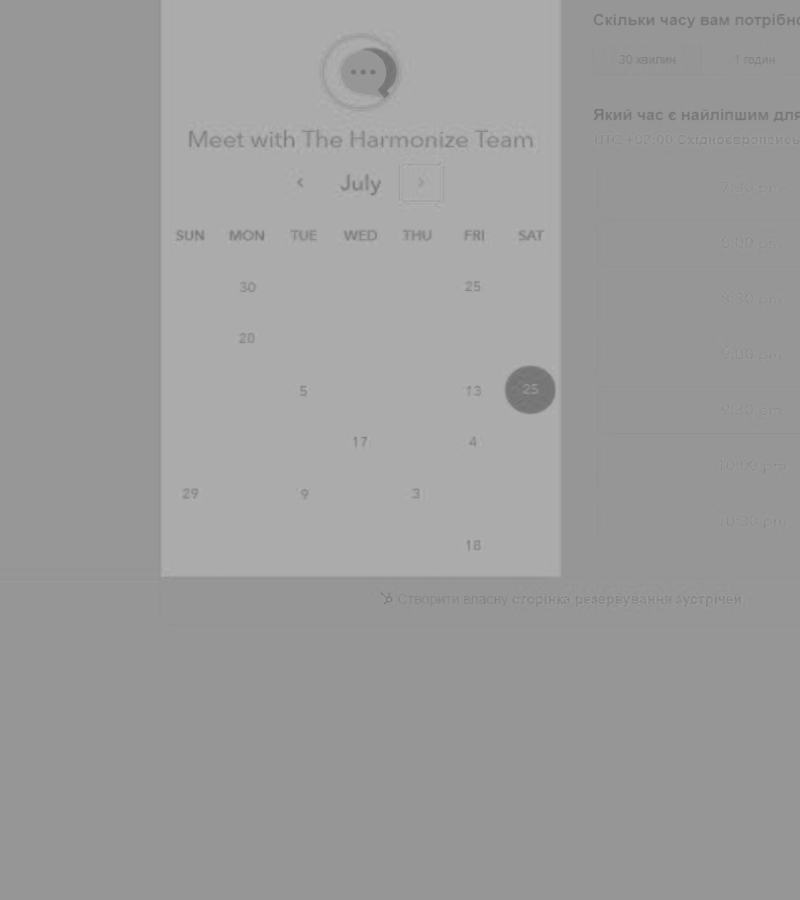 Meet with The Harmonize Team
July
SUN MON TUE WED THU FRI SAT
30 25
20
5 13 25
17 4
29 9 3
18
Скільки часу вам потрібно
30 хвилин 1 годин
Який час є найліпшим для
UTC +02:00 Східноєвропейсь
7:30 pm
8:00 pm
8:30 pm
9:00 pm
9:30 pm
10:00 pm
10:30 pm
Створити власну сторінка резервування зустрічей